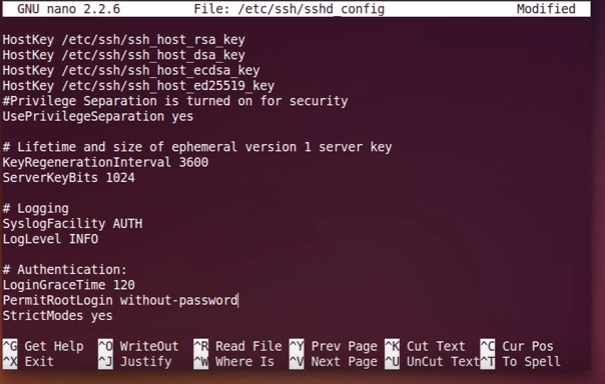 GNU nano 2.2.6 File: /etc/ssh/sshd_config Modified
HostKey /etc/ssh/ssh_host_rsa_key
HostKey /etc/ssh/ssh_host_dsa_key
HostKey /etc/ssh/ssh_host_ecdsa_key
HostKey /etc/ssh/ssh_host_ed25519_key
#Privilege Separation is turned on for security
UsePrivilegeSeparation yes
# Lifetime and size of ephemeral version 1 server key
KeyRegenerationInterval 3600
ServerKeyBits 1024
# Logging
SyslogFacility AUTH
LogLevel INFO
# Authentication:
LoginGraceTime 120
PermitRootLogin without-password
StrictModes yes
^G Get Help ^O WriteOut ^R Read File ^Y Prev Page ^K Cut Text ^C Cur Pos
^X Exit ^J Justify ^W Where Is ^V Next Page ^U UnCut Text ^T To Spell